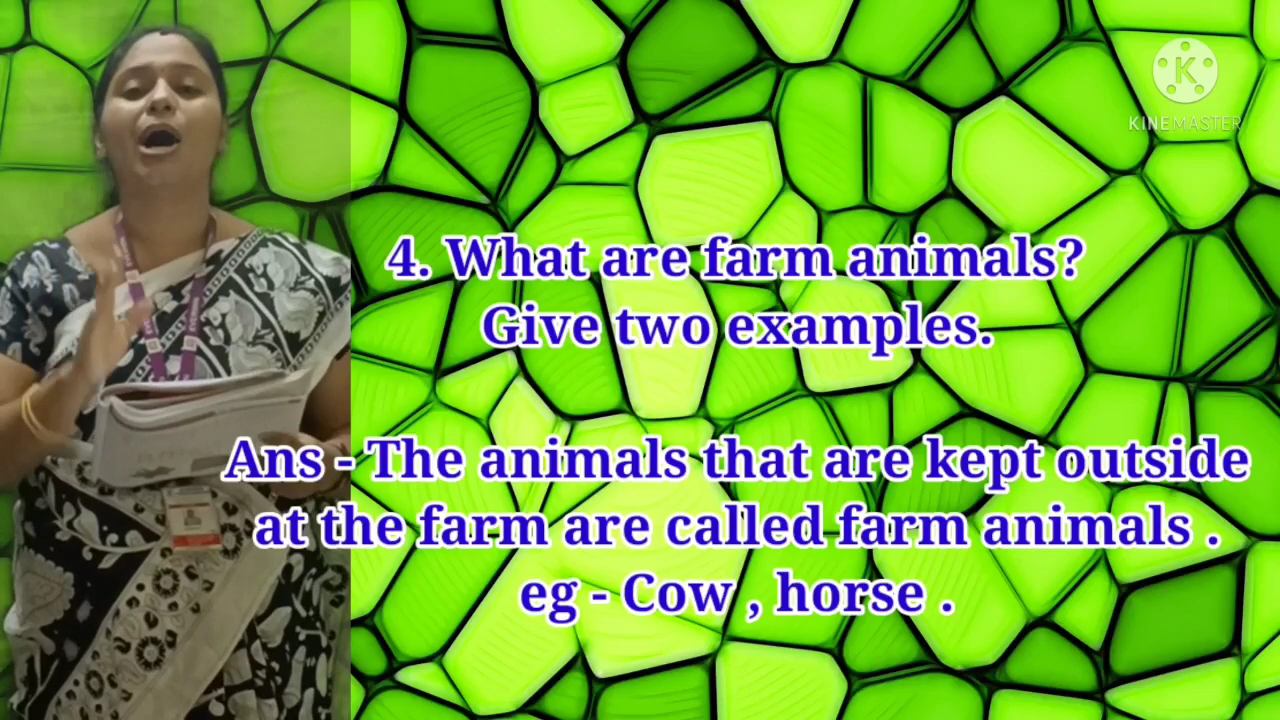 KINEMASTER
4. What are farm animals?
Give two examples.
Ans - The animals that are kept outside
at the farm are called farm animals .
eg - Cow , horse .